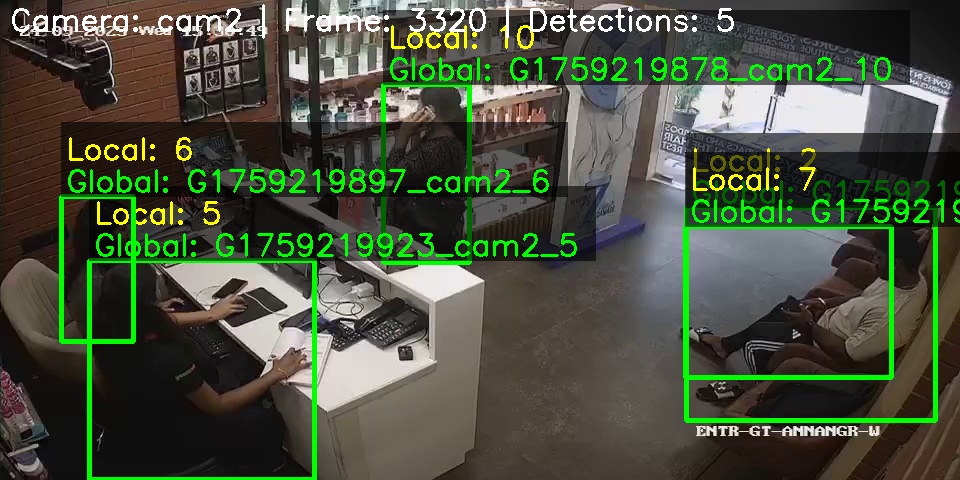 Camera: cam2 | Frame: 3320 | Detections: 5
Local: 10
Global: G1759219878_cam2_10
Local: 6
Global: G1759219897_cam2_6
Local: 2
Local: 7
Global: G1759219
Local: 5
Global: G1759219923_cam2_5
ENTR-GT-ANNANGR-W